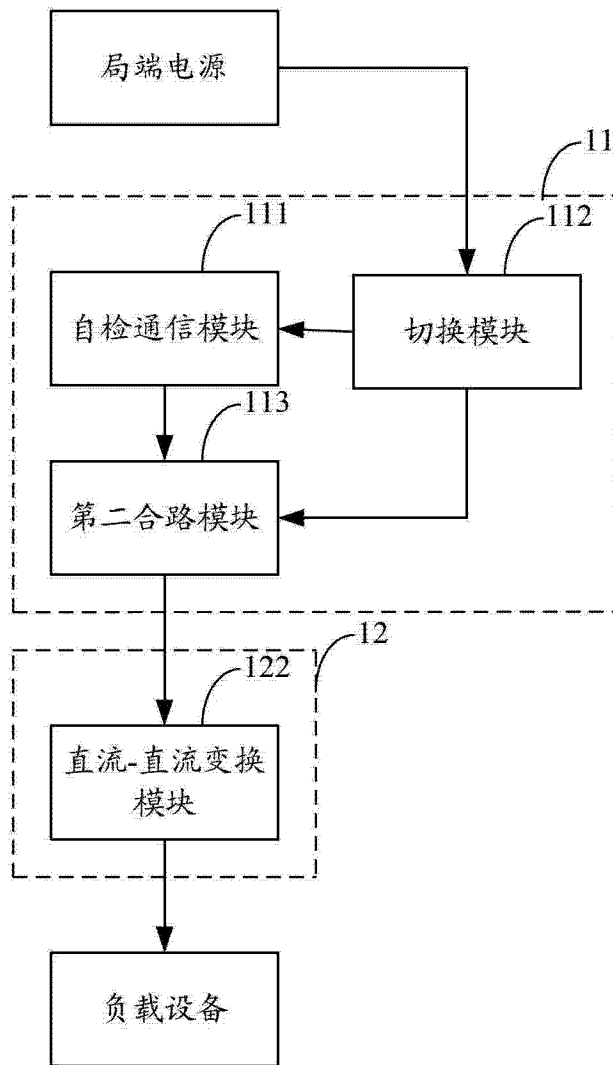 局端电源
11
111
112
自检通信模块
切换模块
113
第二合路模块
12
122
直流-直流变换
模块
负载设备